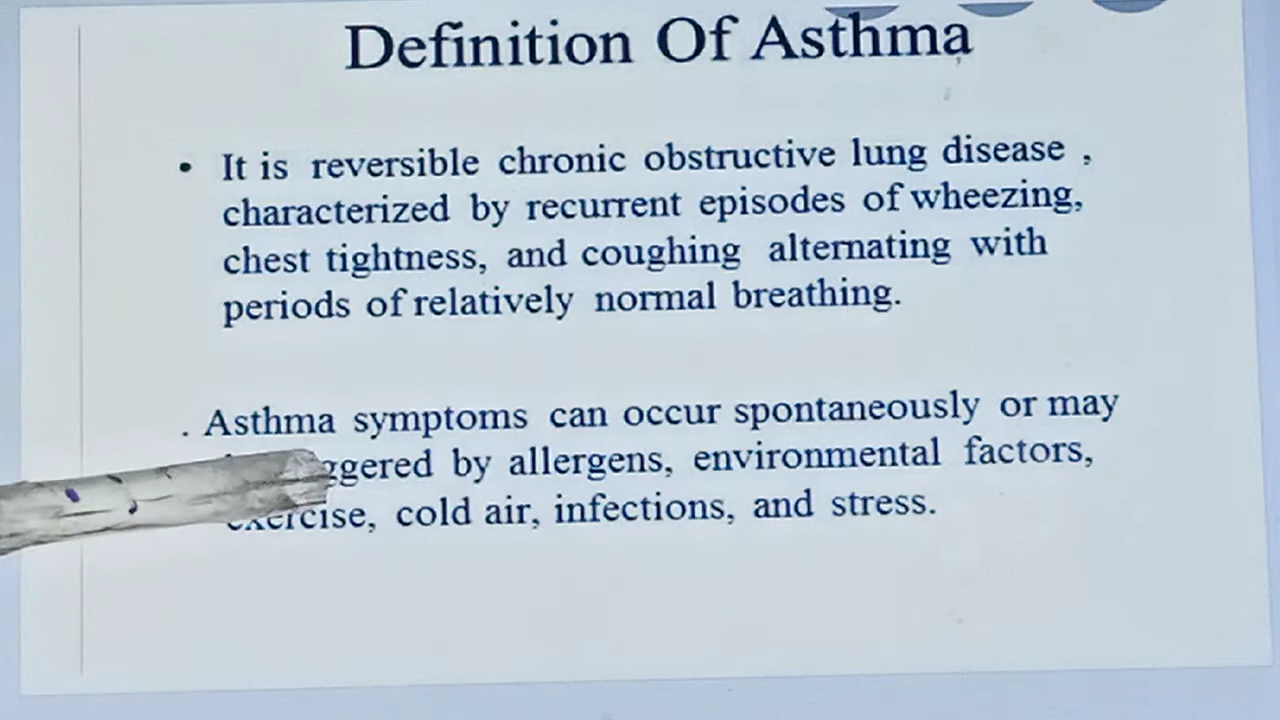 Definition Of Asthma
• It is reversible chronic obstructive lung disease ,
characterized by recurrent episodes of wheezing,
chest tightness, and coughing alternating with
periods of relatively normal breathing.
. Asthma symptoms can occur spontaneously or may
by allergens, environmental factors,
exercise, cold air, infections, and stress.